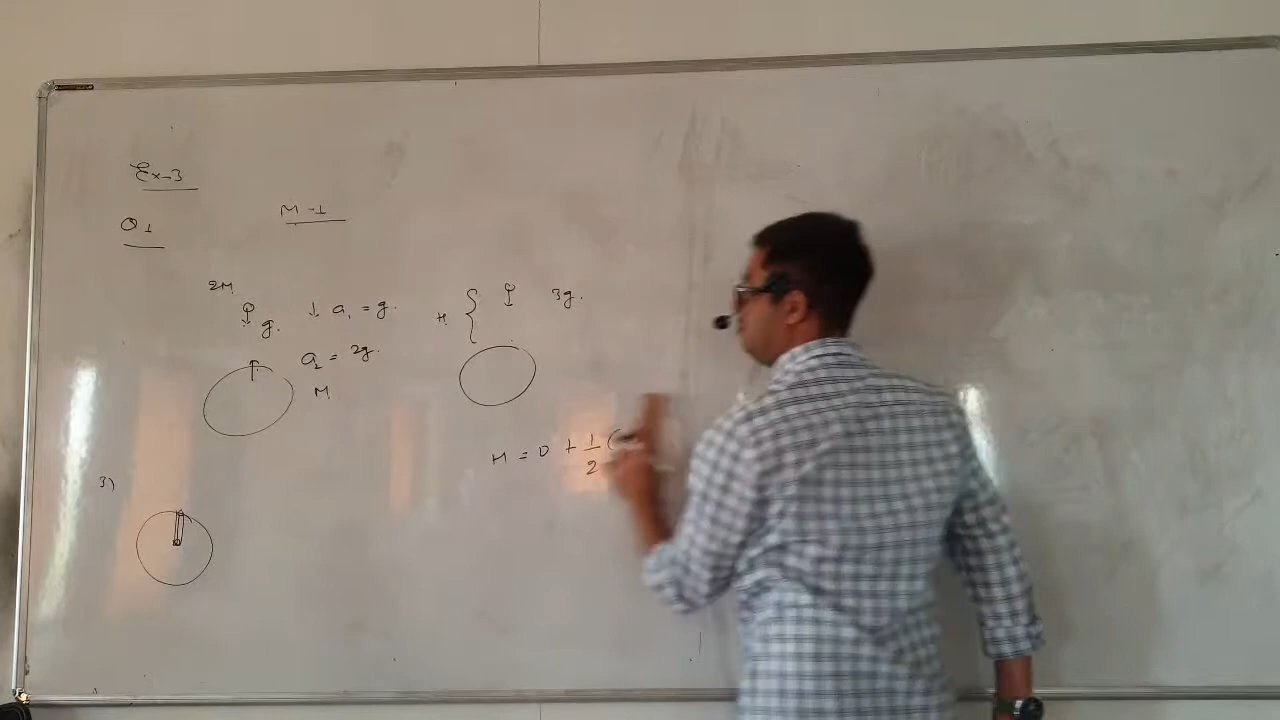 Ex-3
Q1
M-1
2M
g.
↓ a₁ = g.
a₂ = 2g.
M
H {
3g.
H = 0 + 1/2 (
3)